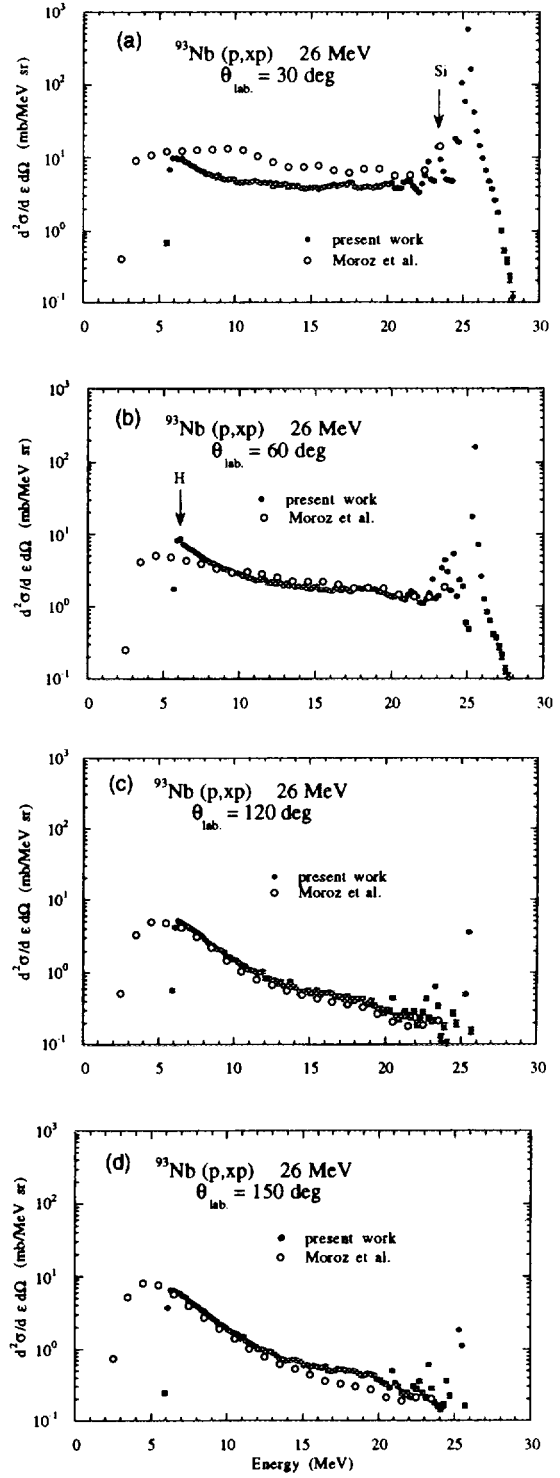 (a)
⁹³Nb (p,xp) 26 MeV
θlab. = 30 deg
Si
present work
Moroz et al.
d²σ/d ε dΩ (mb/MeV sr)
10³
10²
10¹
10⁰
10⁻¹
0 5 10 15 20 25 30
(b)
⁹³Nb (p,xp) 26 MeV
θlab. = 60 deg
H
present work
Moroz et al.
d²σ/d ε dΩ (mb/MeV sr)
10³
10²
10¹
10⁰
10⁻¹
0 5 10 15 20 25 30
(c)
⁹³Nb (p,xp) 26 MeV
θlab. = 120 deg
present work
Moroz et al.
d²σ/d ε dΩ (mb/MeV sr)
10³
10²
10¹
10⁰
10⁻¹
0 5 10 15 20 25 30
(d)
⁹³Nb (p,xp) 26 MeV
θlab. = 150 deg
present work
Moroz et al.
d²σ/d ε dΩ (mb/MeV sr)
10³
10²
10¹
10⁰
10⁻¹
0 5 10 15 20 25 30
Energy (MeV)